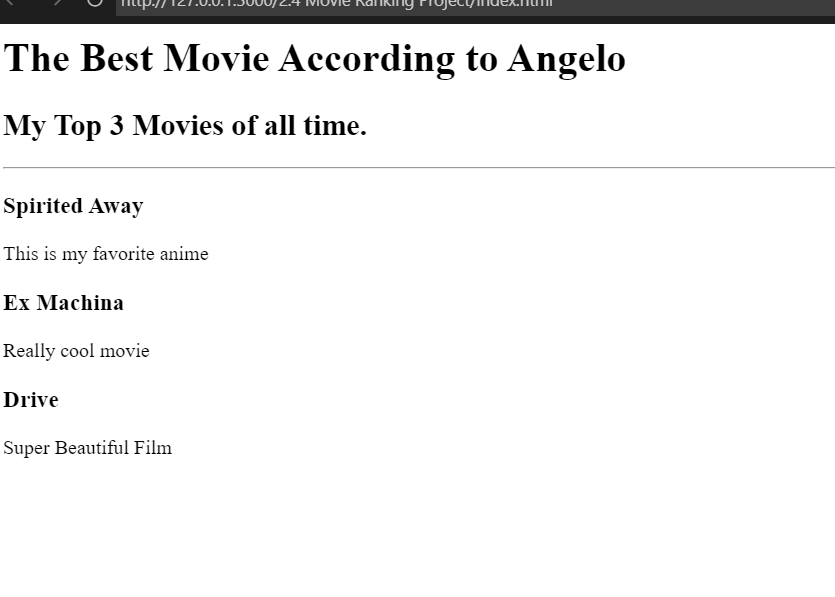 http://127.0.0.1:3000/2.4 Movie Ranking Project/index.html
The Best Movie According to Angelo
My Top 3 Movies of all time.
Spirited Away
This is my favorite anime
Ex Machina
Really cool movie
Drive
Super Beautiful Film